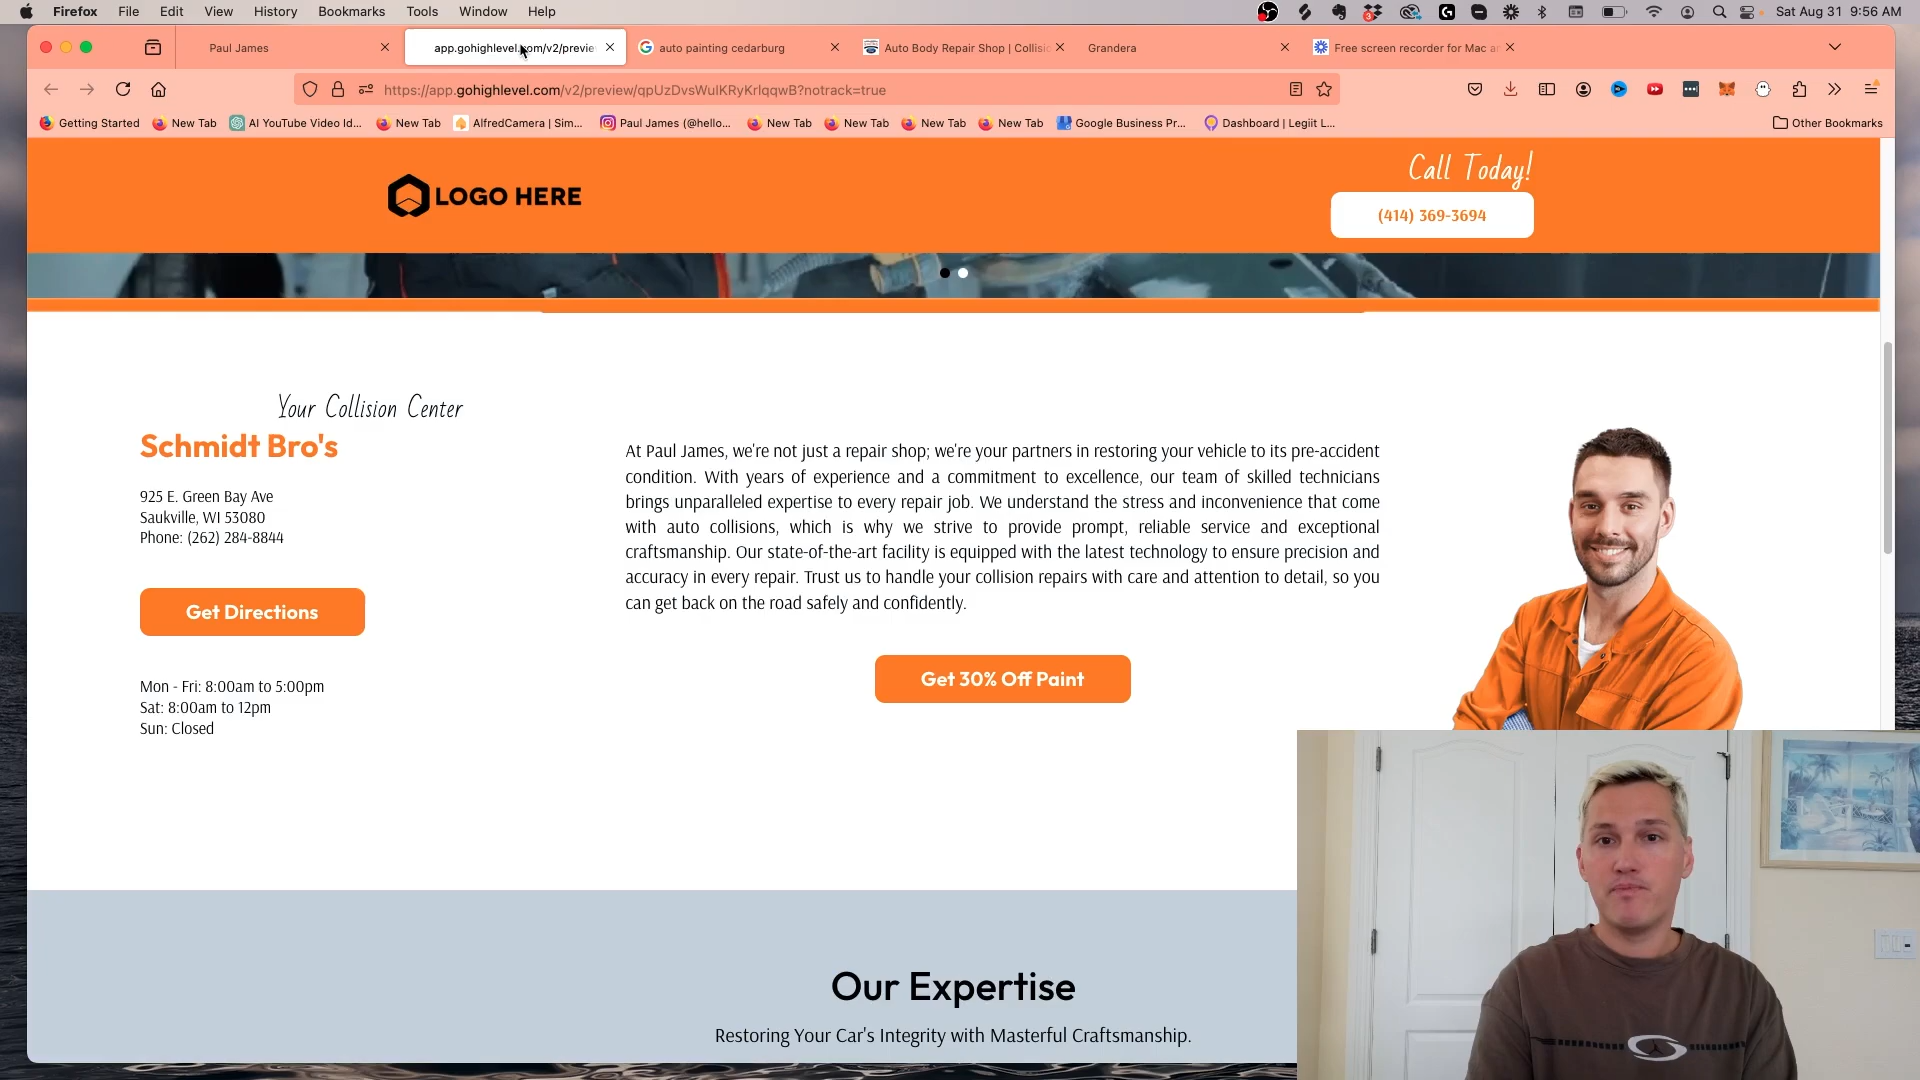 Firefox File Edit View History Bookmarks Tools Window Help
3
Sat Aug 31 9:56 AM
Paul James
app.gohighlevel.com/v2/previe
auto painting cedarburg
Auto Body Repair Shop | Collisio
Grandera
Free screen recorder for Mac a
https://app.gohighlevel.com/v2/preview/qpUzDvsWulKRyKrlqqwB?notrack=true
Getting Started
New Tab
AI YouTube Video Id...
New Tab
AlfredCamera | Sim...
Paul James (@hello...
New Tab
New Tab
New Tab
New Tab
Google Business Pr...
Dashboard | Legiit L...
Other Bookmarks
LOGO HERE
Call Today!
(414) 369-3694
Your Collision Center
Schmidt Bro's
925 E. Green Bay Ave
Saukville, WI 53080
Phone: (262) 284-8844
Get Directions
Mon - Fri: 8:00am to 5:00pm
Sat: 8:00am to 12pm
Sun: Closed
At Paul James, we're not just a repair shop; we're your partners in restoring your vehicle to its pre-accident
condition. With years of experience and a commitment to excellence, our team of skilled technicians
brings unparalleled expertise to every repair job. We understand the stress and inconvenience that come
with auto collisions, which is why we strive to provide prompt, reliable service and exceptional
craftsmanship. Our state-of-the-art facility is equipped with the latest technology to ensure precision and
accuracy in every repair. Trust us to handle your collision repairs with care and attention to detail, so you
can get back on the road safely and confidently.
Get 30% Off Paint
Our Expertise
Restoring Your Car's Integrity with Masterful Craftsmanship.